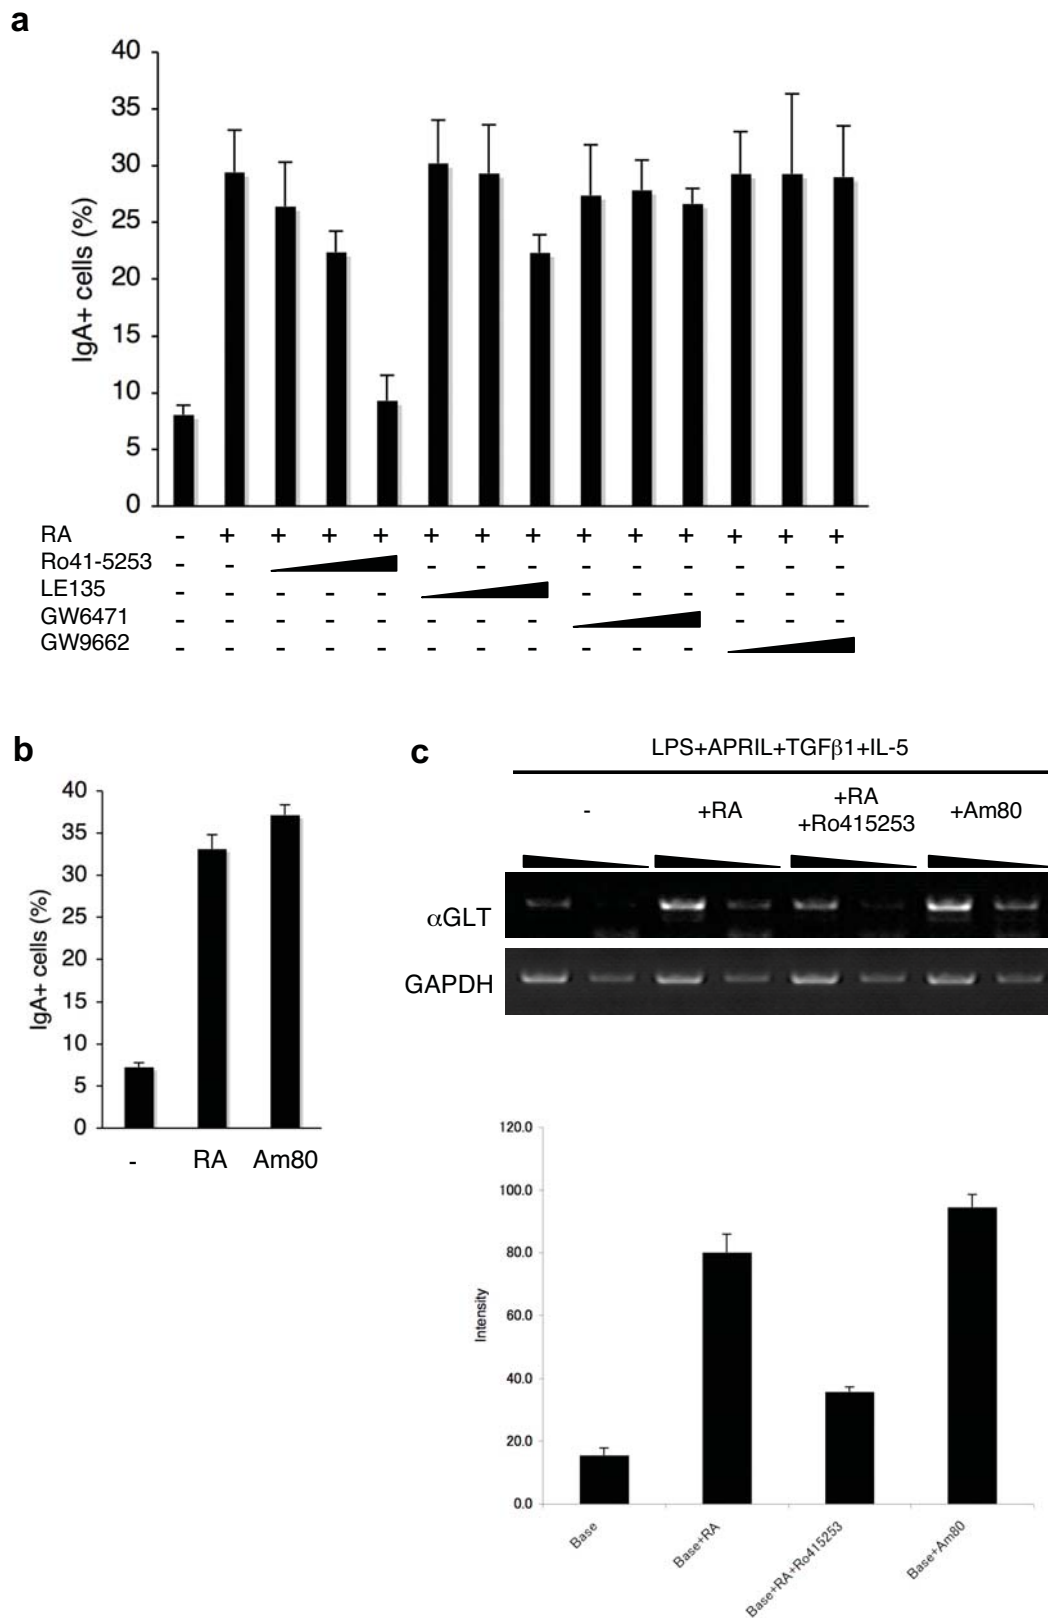 a
40
35
30
25
20
15
10
5
0
IgA+ cells (%)
RA - + + + + + + + + + + + + +
Ro41-5253 - - - - - - - - - - -
LE135 - - - - - - - - - - -
GW6471 - - - - - - - - - - -
GW9662 - - - - - - - - - - -
b
40
35
30
25
20
15
10
5
0
IgA+ cells (%)
- RA Am80
c
LPS+APRIL+TGFβ1+IL-5
- +RA +RA +Am80
+Ro415253
αGLT
GAPDH
120.0
100.0
80.0
60.0
40.0
20.0
0.0
Intensity
Base
Base+RA
Base+RA+Ro415253
Base+Am80